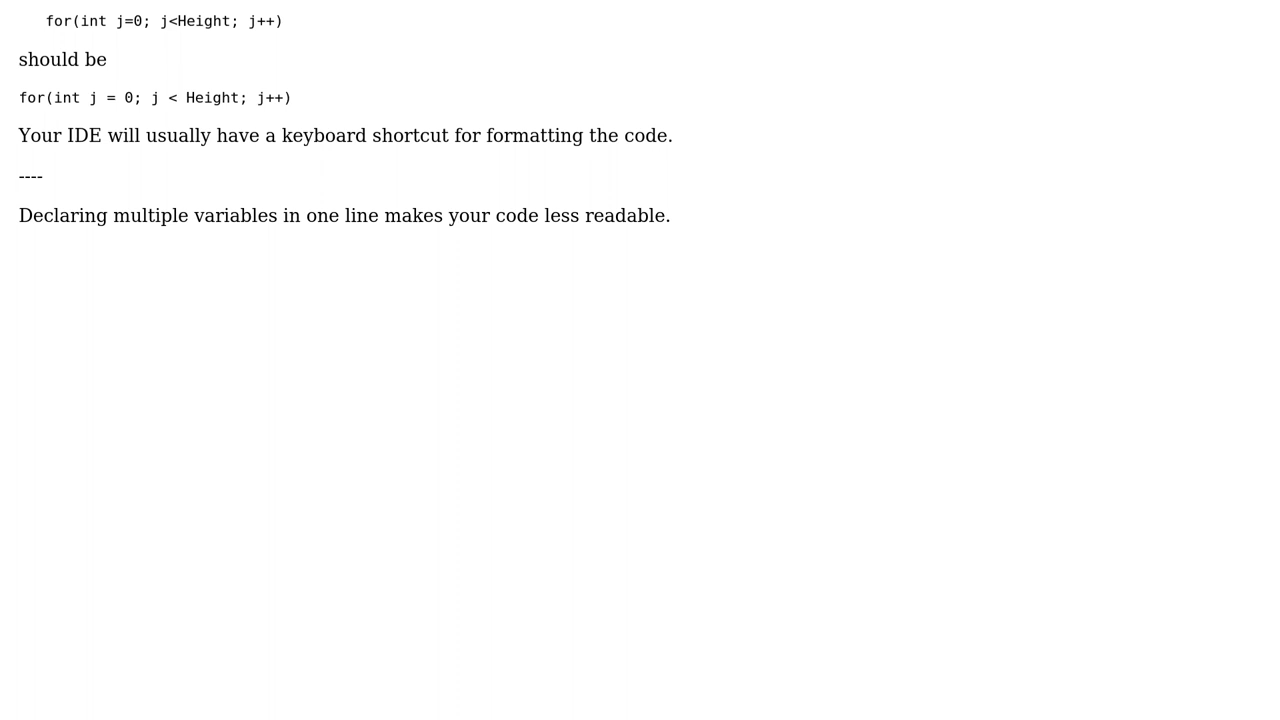 for(int j=0; j<Height; j++)
should be
for(int j = 0; j < Height; j++)
Your IDE will usually have a keyboard shortcut for formatting the code.
----
Declaring multiple variables in one line makes your code less readable.